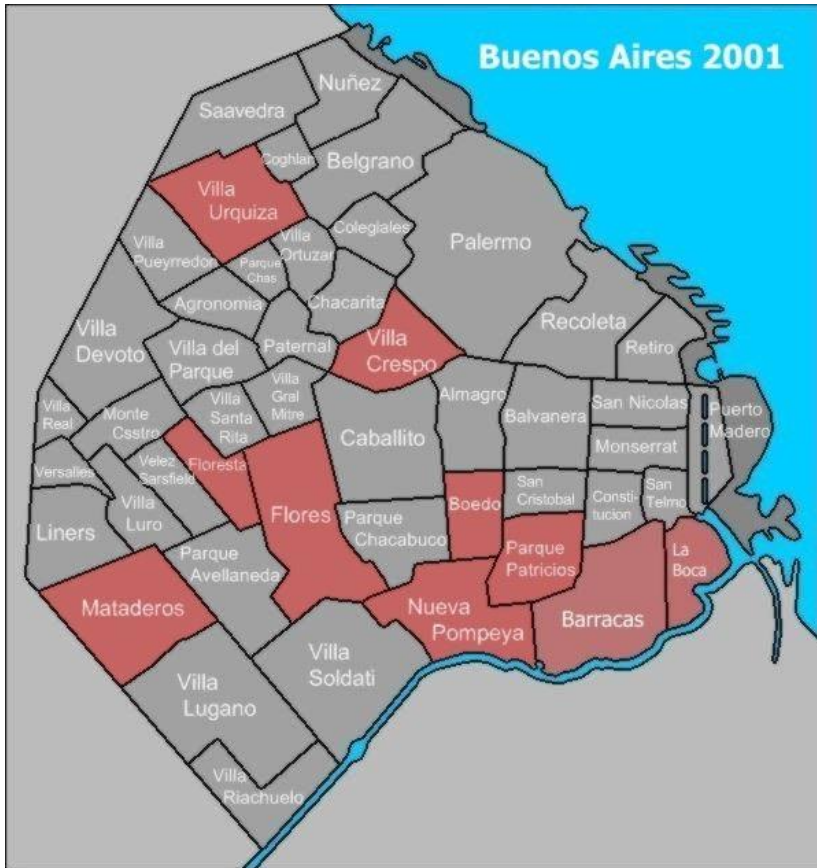 Buenos Aires 2001
Nuñez
Saavedra
Coghlan
Belgrano
Villa
Urquiza
Villa
Pueyrredon
Parque
Chas
Villa
Ortuzar
Colegiales
Palermo
Agronomia
Chacarita
Recoleta
Retiro
Villa
Devoto
Villa del
Parque
Paternal
Villa
Crespo
Villa
Real
Monte
Csstro
Villa
Santa
Rita
Villa
Gral
Mitre
Caballito
Almagro
Balvanera
San Nicolas
Monserrat
Puerto
Madero
Versalles
Velez
Sarsfield
Floresta
Liners
Villa
Luro
Flores
Parque
Chacabuco
Boedo
San
Cristobal
Consti-
tucion
San
Telmo
Parque
Avellaneda
Parque
Patricios
La
Boca
Mataderos
Nueva
Pompeya
Barracas
Villa
Soldati
Villa
Lugano
Villa
Riachuelo